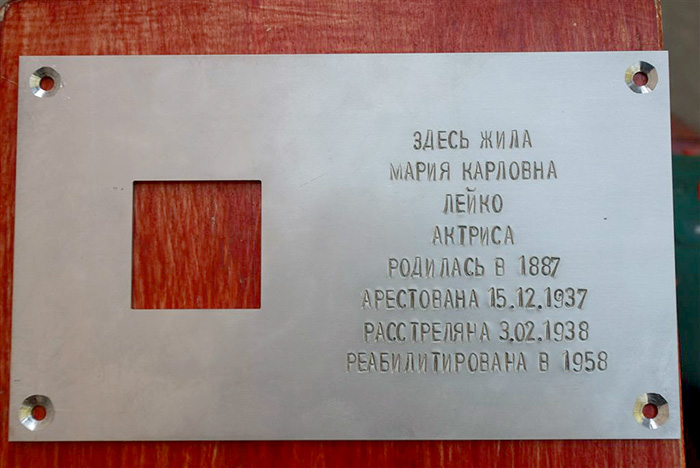 ЗДЕСЬ ЖИЛА
МАРИЯ КАРЛОВНА
ЛЕЙКО
АКТРИСА
РОДИЛАСЬ В 1887
АРЕСТОВАНА 15.12.1937
РАССТРЕЛЯНА 3.02.1938
РЕАБИЛИТИРОВАНА В 1958